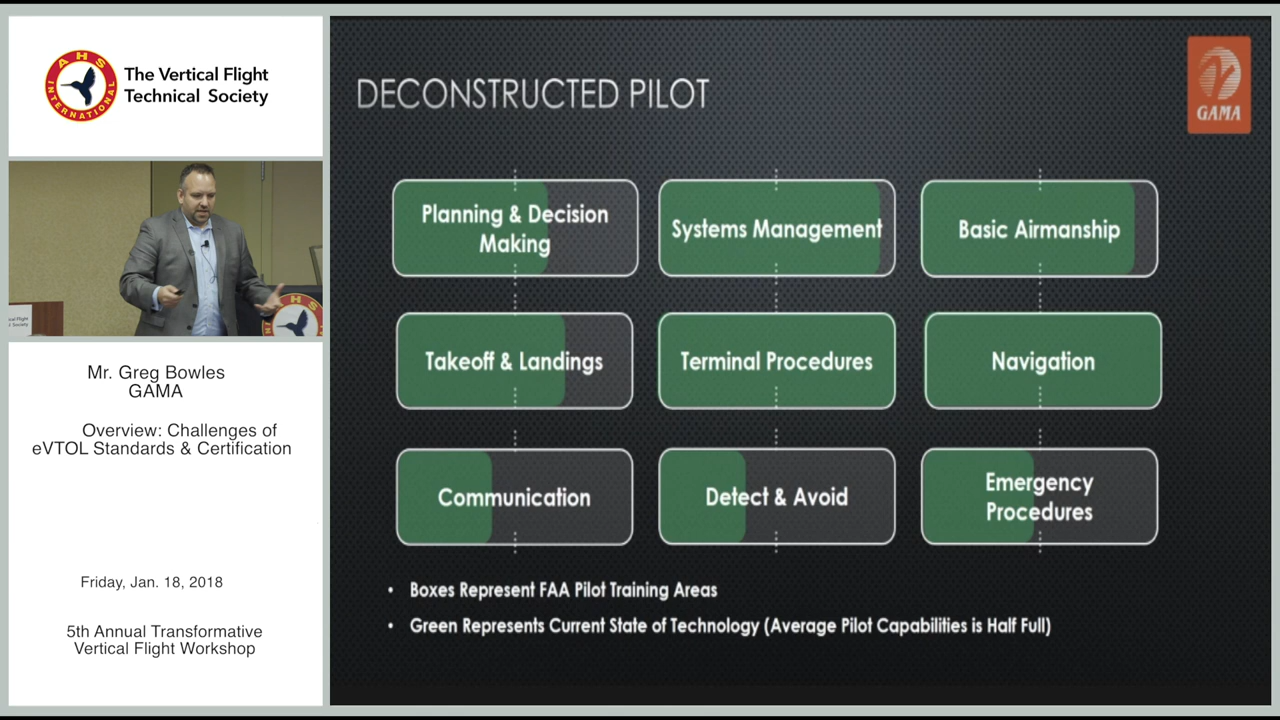 AHS
INTERNATIONAL
The Vertical Flight
Technical Society
Mr. Greg Bowles
GAMA
Overview: Challenges of
eVTOL Standards & Certification
Friday, Jan. 18, 2018
5th Annual Transformative
Vertical Flight Workshop
DECONSTRUCTED PILOT
GAMA
Planning & Decision
Making
Systems Management
Basic Airmanship
Takeoff & Landings
Terminal Procedures
Navigation
Communication
Detect & Avoid
Emergency
Procedures
• Boxes Represent FAA Pilot Training Areas
• Green Represents Current State of Technology (Average Pilot Capabilities is Half Full)